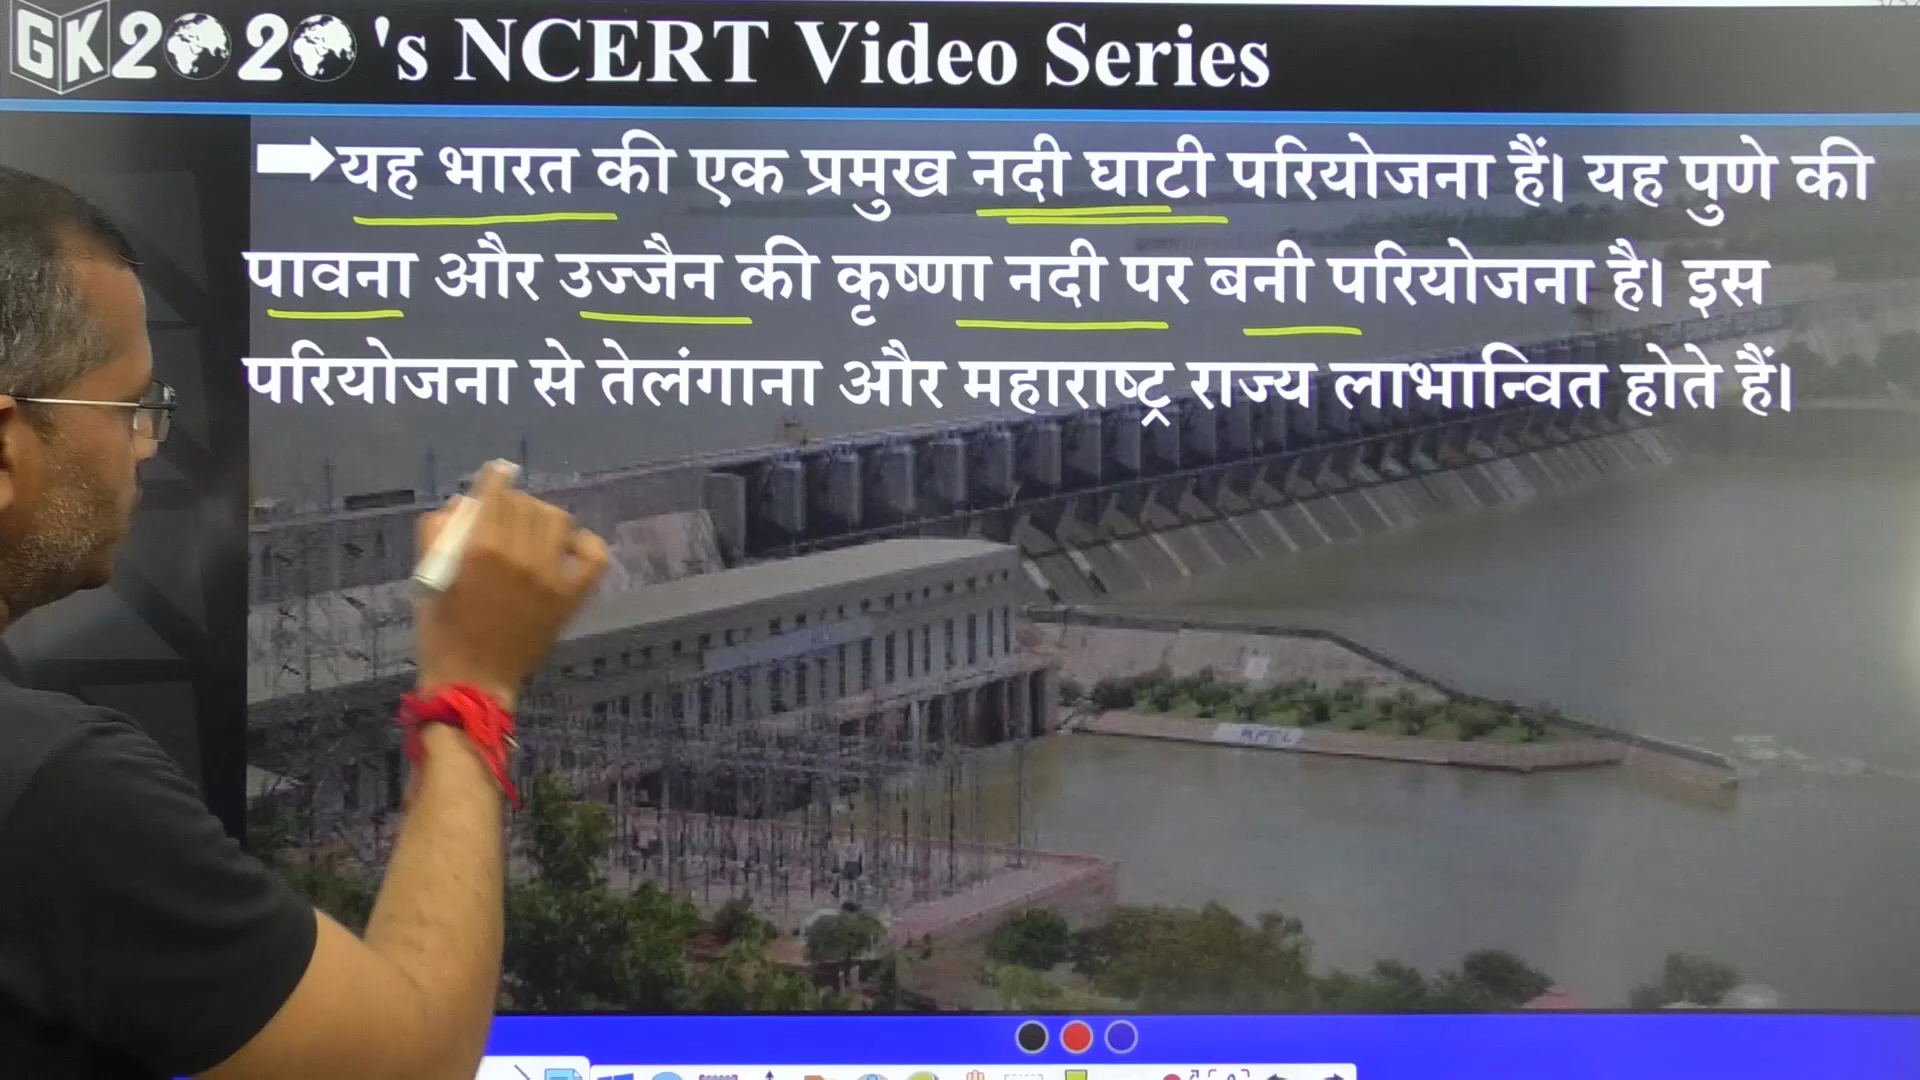 GK2020's NCERT Video Series
यह भारत की एक प्रमुख नदी घाटी परियोजना हैं। यह पुणे की
पावना और उज्जैन की कृष्णा नदी पर बनी परियोजना है। इस
परियोजना से तेलंगाना और महाराष्ट्र राज्य लाभान्वित होते हैं।